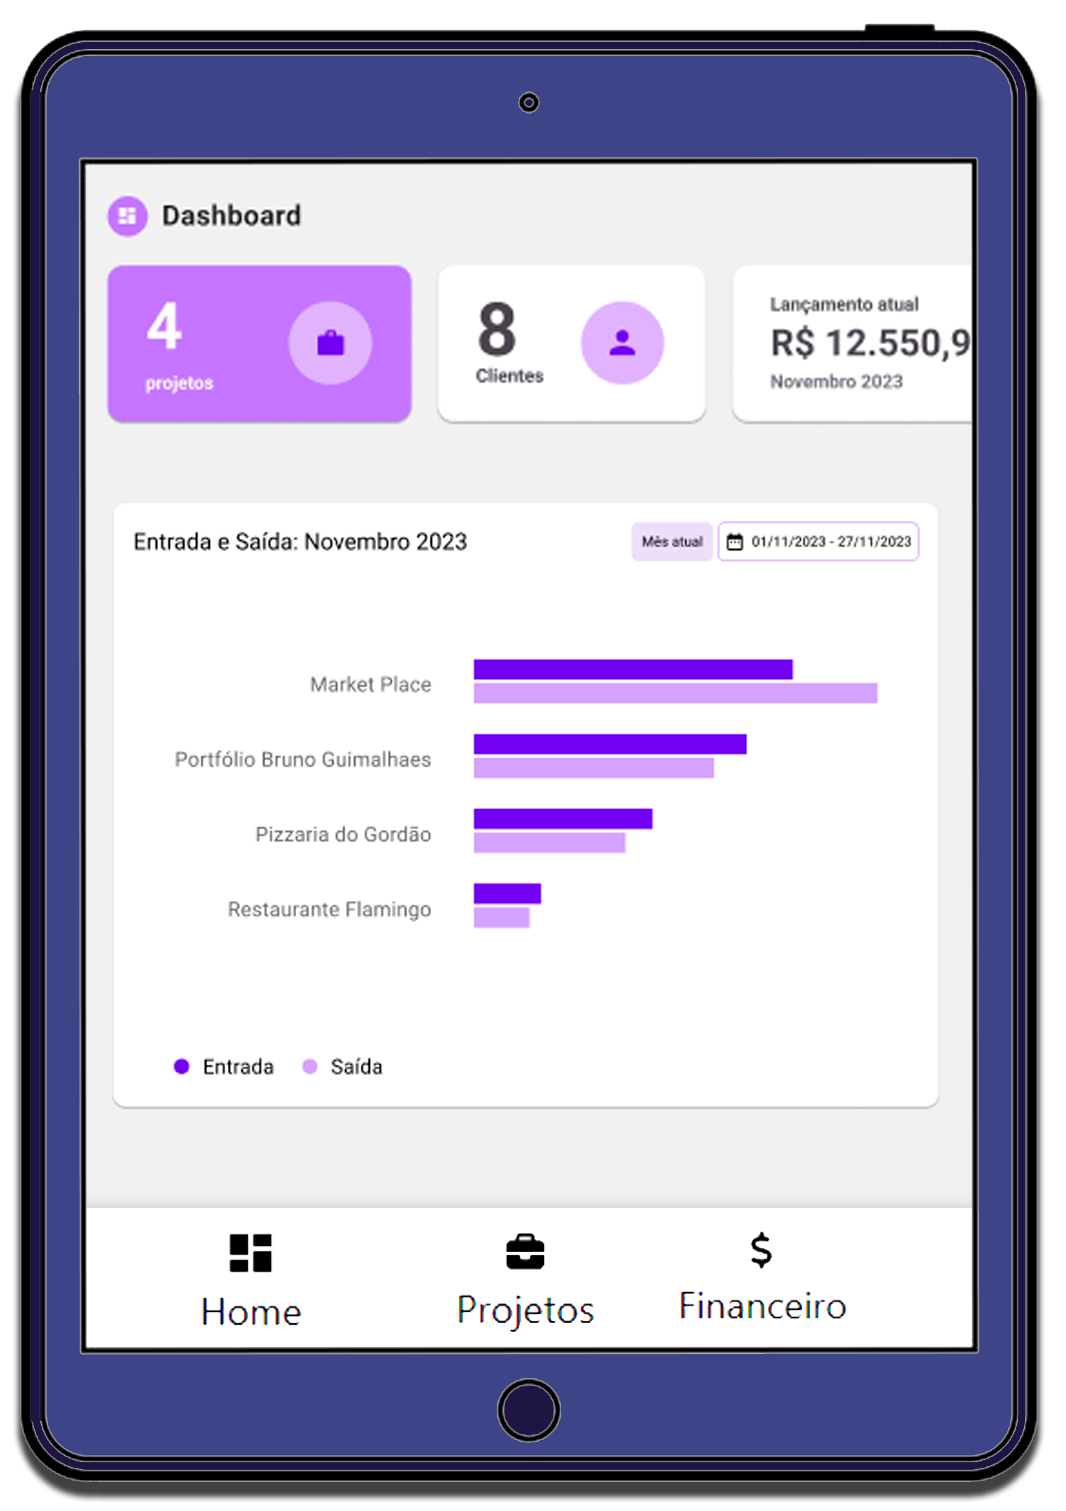 Dashboard
4
projetos
8
Clientes
Lançamento atual
R$ 12.550,9
Novembro 2023
Entrada e Saída: Novembro 2023
Mês atual
01/11/2023 - 27/11/2023
Market Place
Portfólio Bruno Guimalhaes
Pizzaria do Gordão
Restaurante Flamingo
Entrada
Saída
Home
Projetos
Financeiro